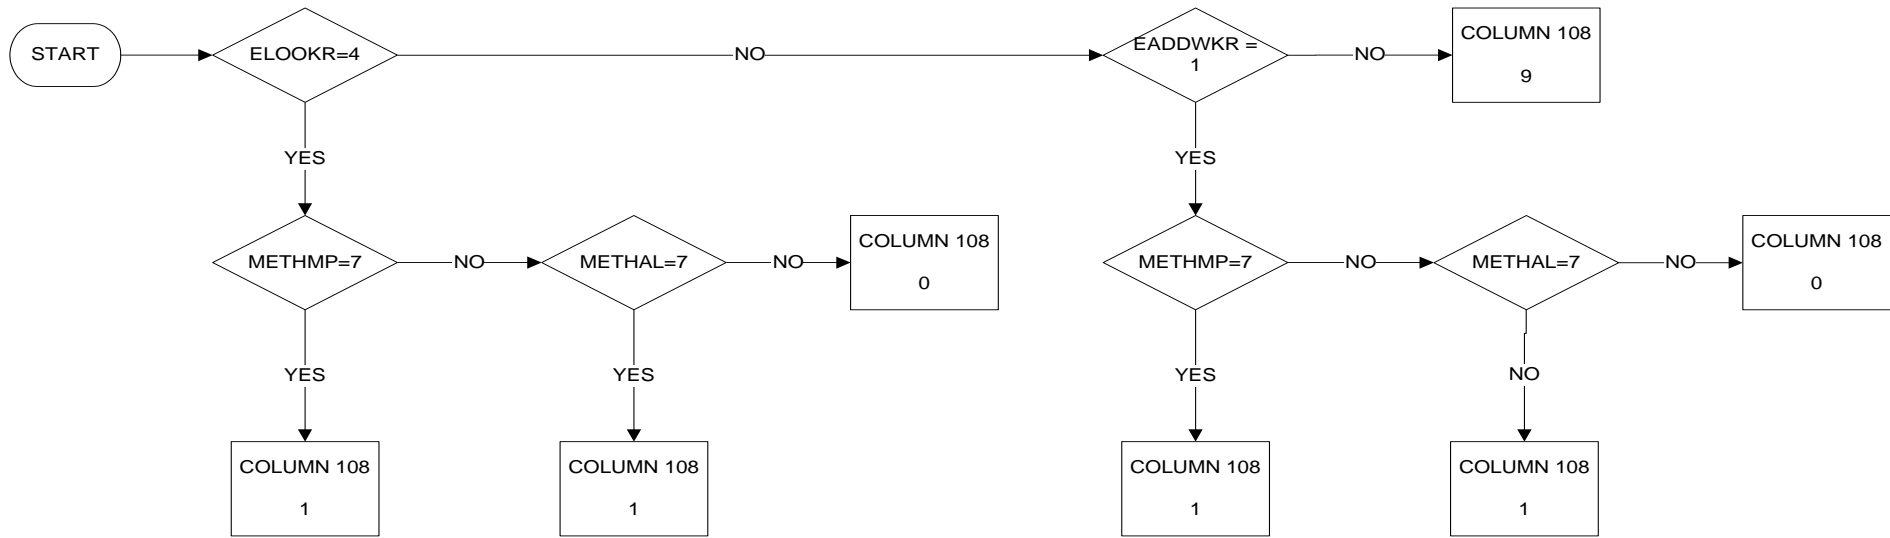 START
ELOOKR=4
NO
EADDWKR =
1
NO
COLUMN 108
9
YES
YES
METHMP=7
NO
METHAL=7
NO
COLUMN 108
0
METHMP=7
NO
METHAL=7
NO
COLUMN 108
0
YES
YES
YES
NO
COLUMN 108
1
COLUMN 108
1
COLUMN 108
1
COLUMN 108
1